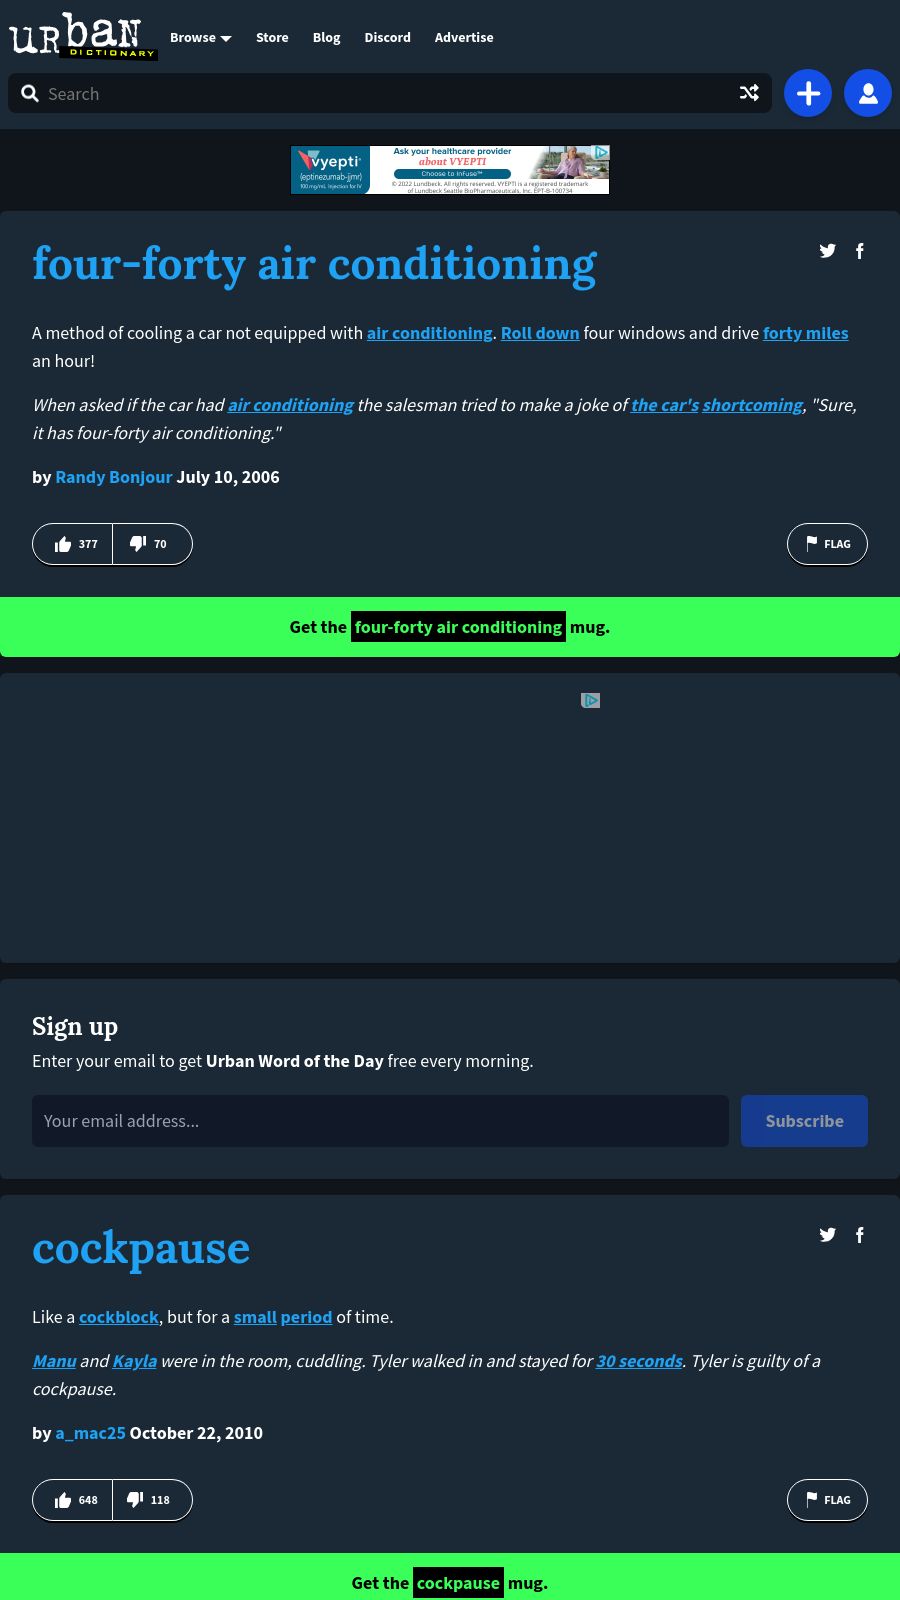 urban
DICTIONARY
Browse Store Blog Discord Advertise
Search
vyepti
(eptinezumab-jjmr)
100 mg/mL injection for IV
Ask your healthcare provider
about VYEPTI
Choose to Infuse™
© 2022 Lundbeck. All rights reserved. VYEPTI is a registered trademark
of Lundbeck Seattle BioPharmaceuticals, Inc. EPT-B-100734
four-forty air conditioning
A method of cooling a car not equipped with air conditioning. Roll down four windows and drive forty miles
an hour!
When asked if the car had air conditioning the salesman tried to make a joke of the car's shortcoming, "Sure,
it has four-forty air conditioning."
by Randy Bonjour July 10, 2006
377 70 FLAG
Get the four-forty air conditioning mug.
Sign up
Enter your email to get Urban Word of the Day free every morning.
Your email address... Subscribe
cockpause
Like a cockblock, but for a small period of time.
Manu and Kayla were in the room, cuddling. Tyler walked in and stayed for 30 seconds. Tyler is guilty of a
cockpause.
by a_mac25 October 22, 2010
648 118 FLAG
Get the cockpause mug.